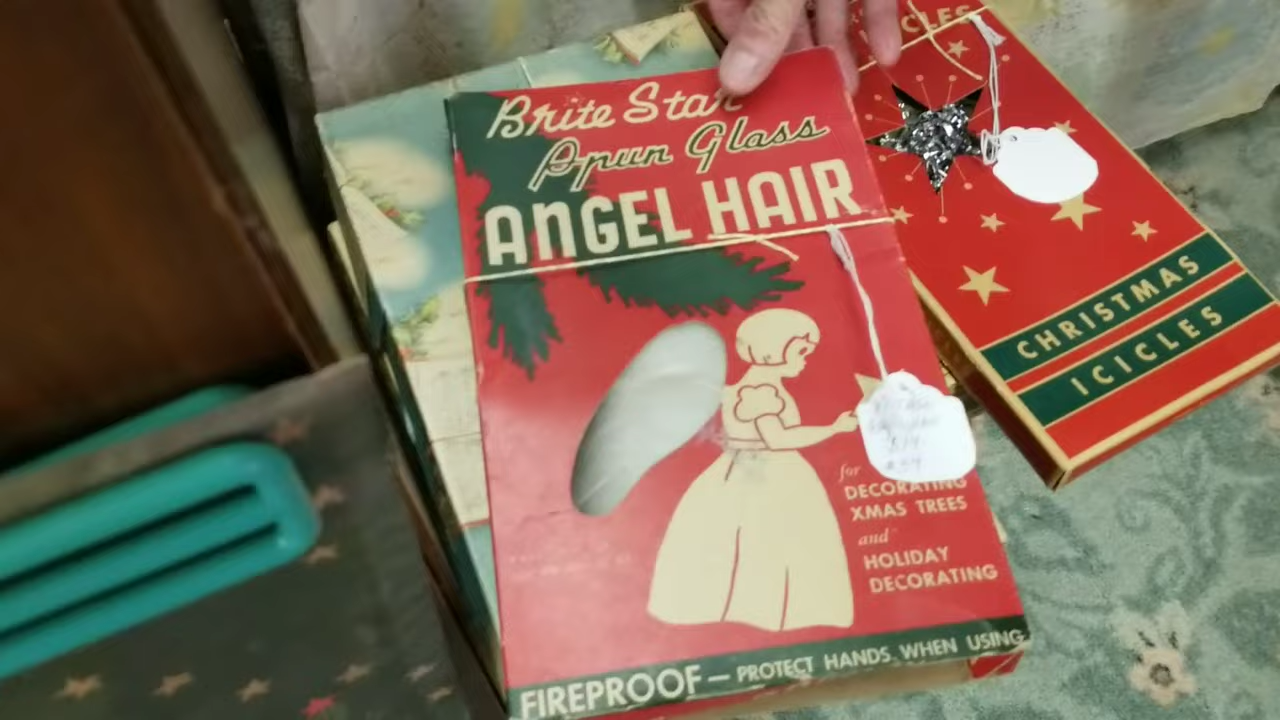 Brite Star
Spun Glass
ANGEL HAIR
for
DECORATING
XMAS TREES
and
HOLIDAY
DECORATING
FIREPROOF — PROTECT HANDS WHEN USING
CHRISTMAS
ICICLES